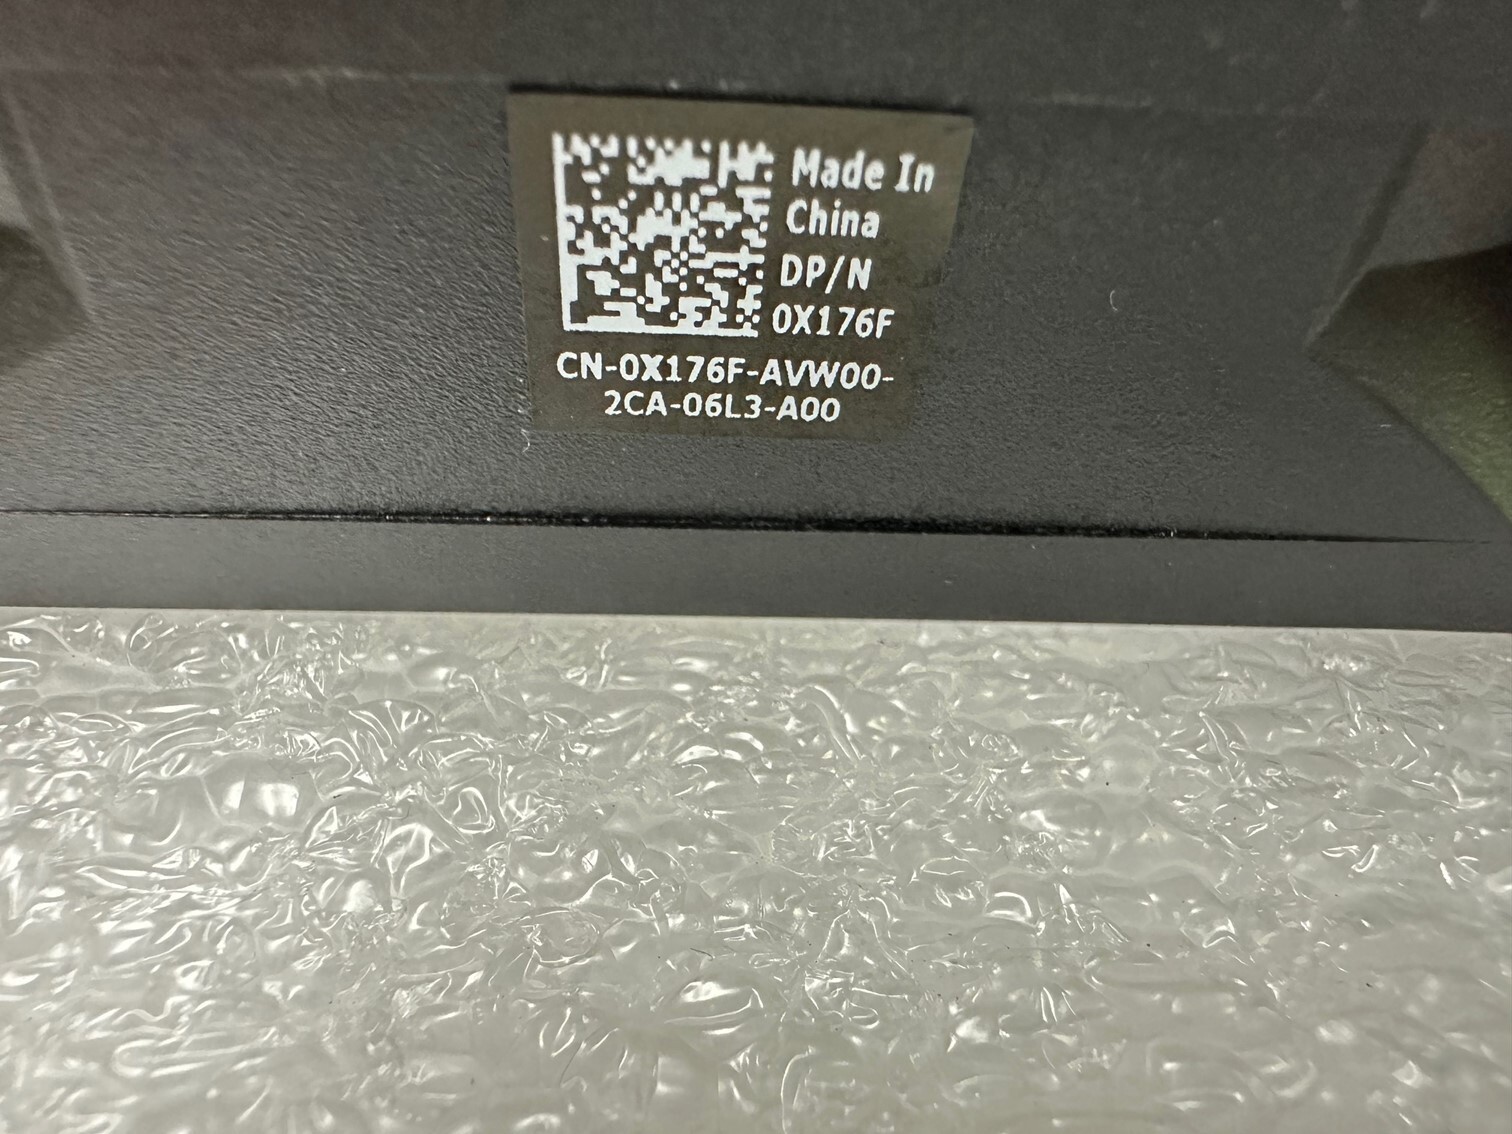 Made In
China
DP/N
0X176F
CN-0X176F-AVW00-
2CA-06L3-A00